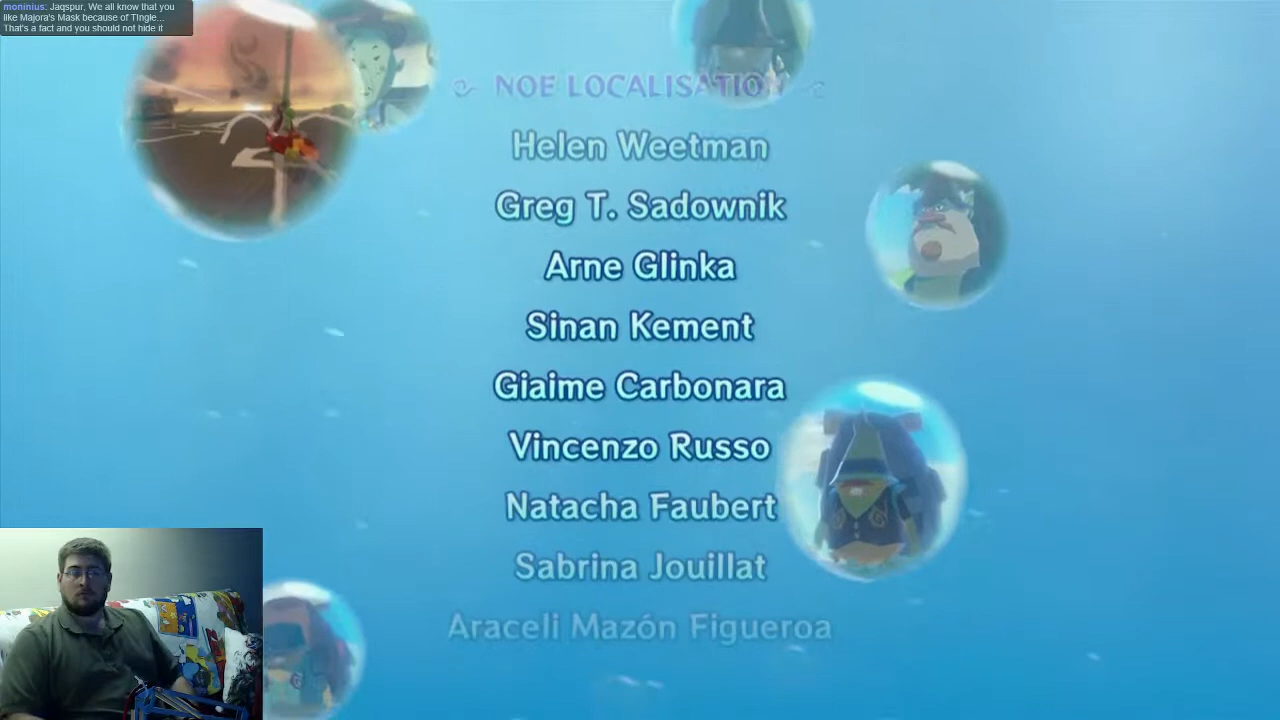 moninius: Jaqspur, We all know that you
like Majora's Mask because of TIngle...
That's a fact and you should not hide it
NOE LOCALISATION
Helen Weetman
Greg T. Sadownik
Arne Glinka
Sinan Kement
Giaime Carbonara
Vincenzo Russo
Natacha Faubert
Sabrina Jouillat
Araceli Mazón Figueroa